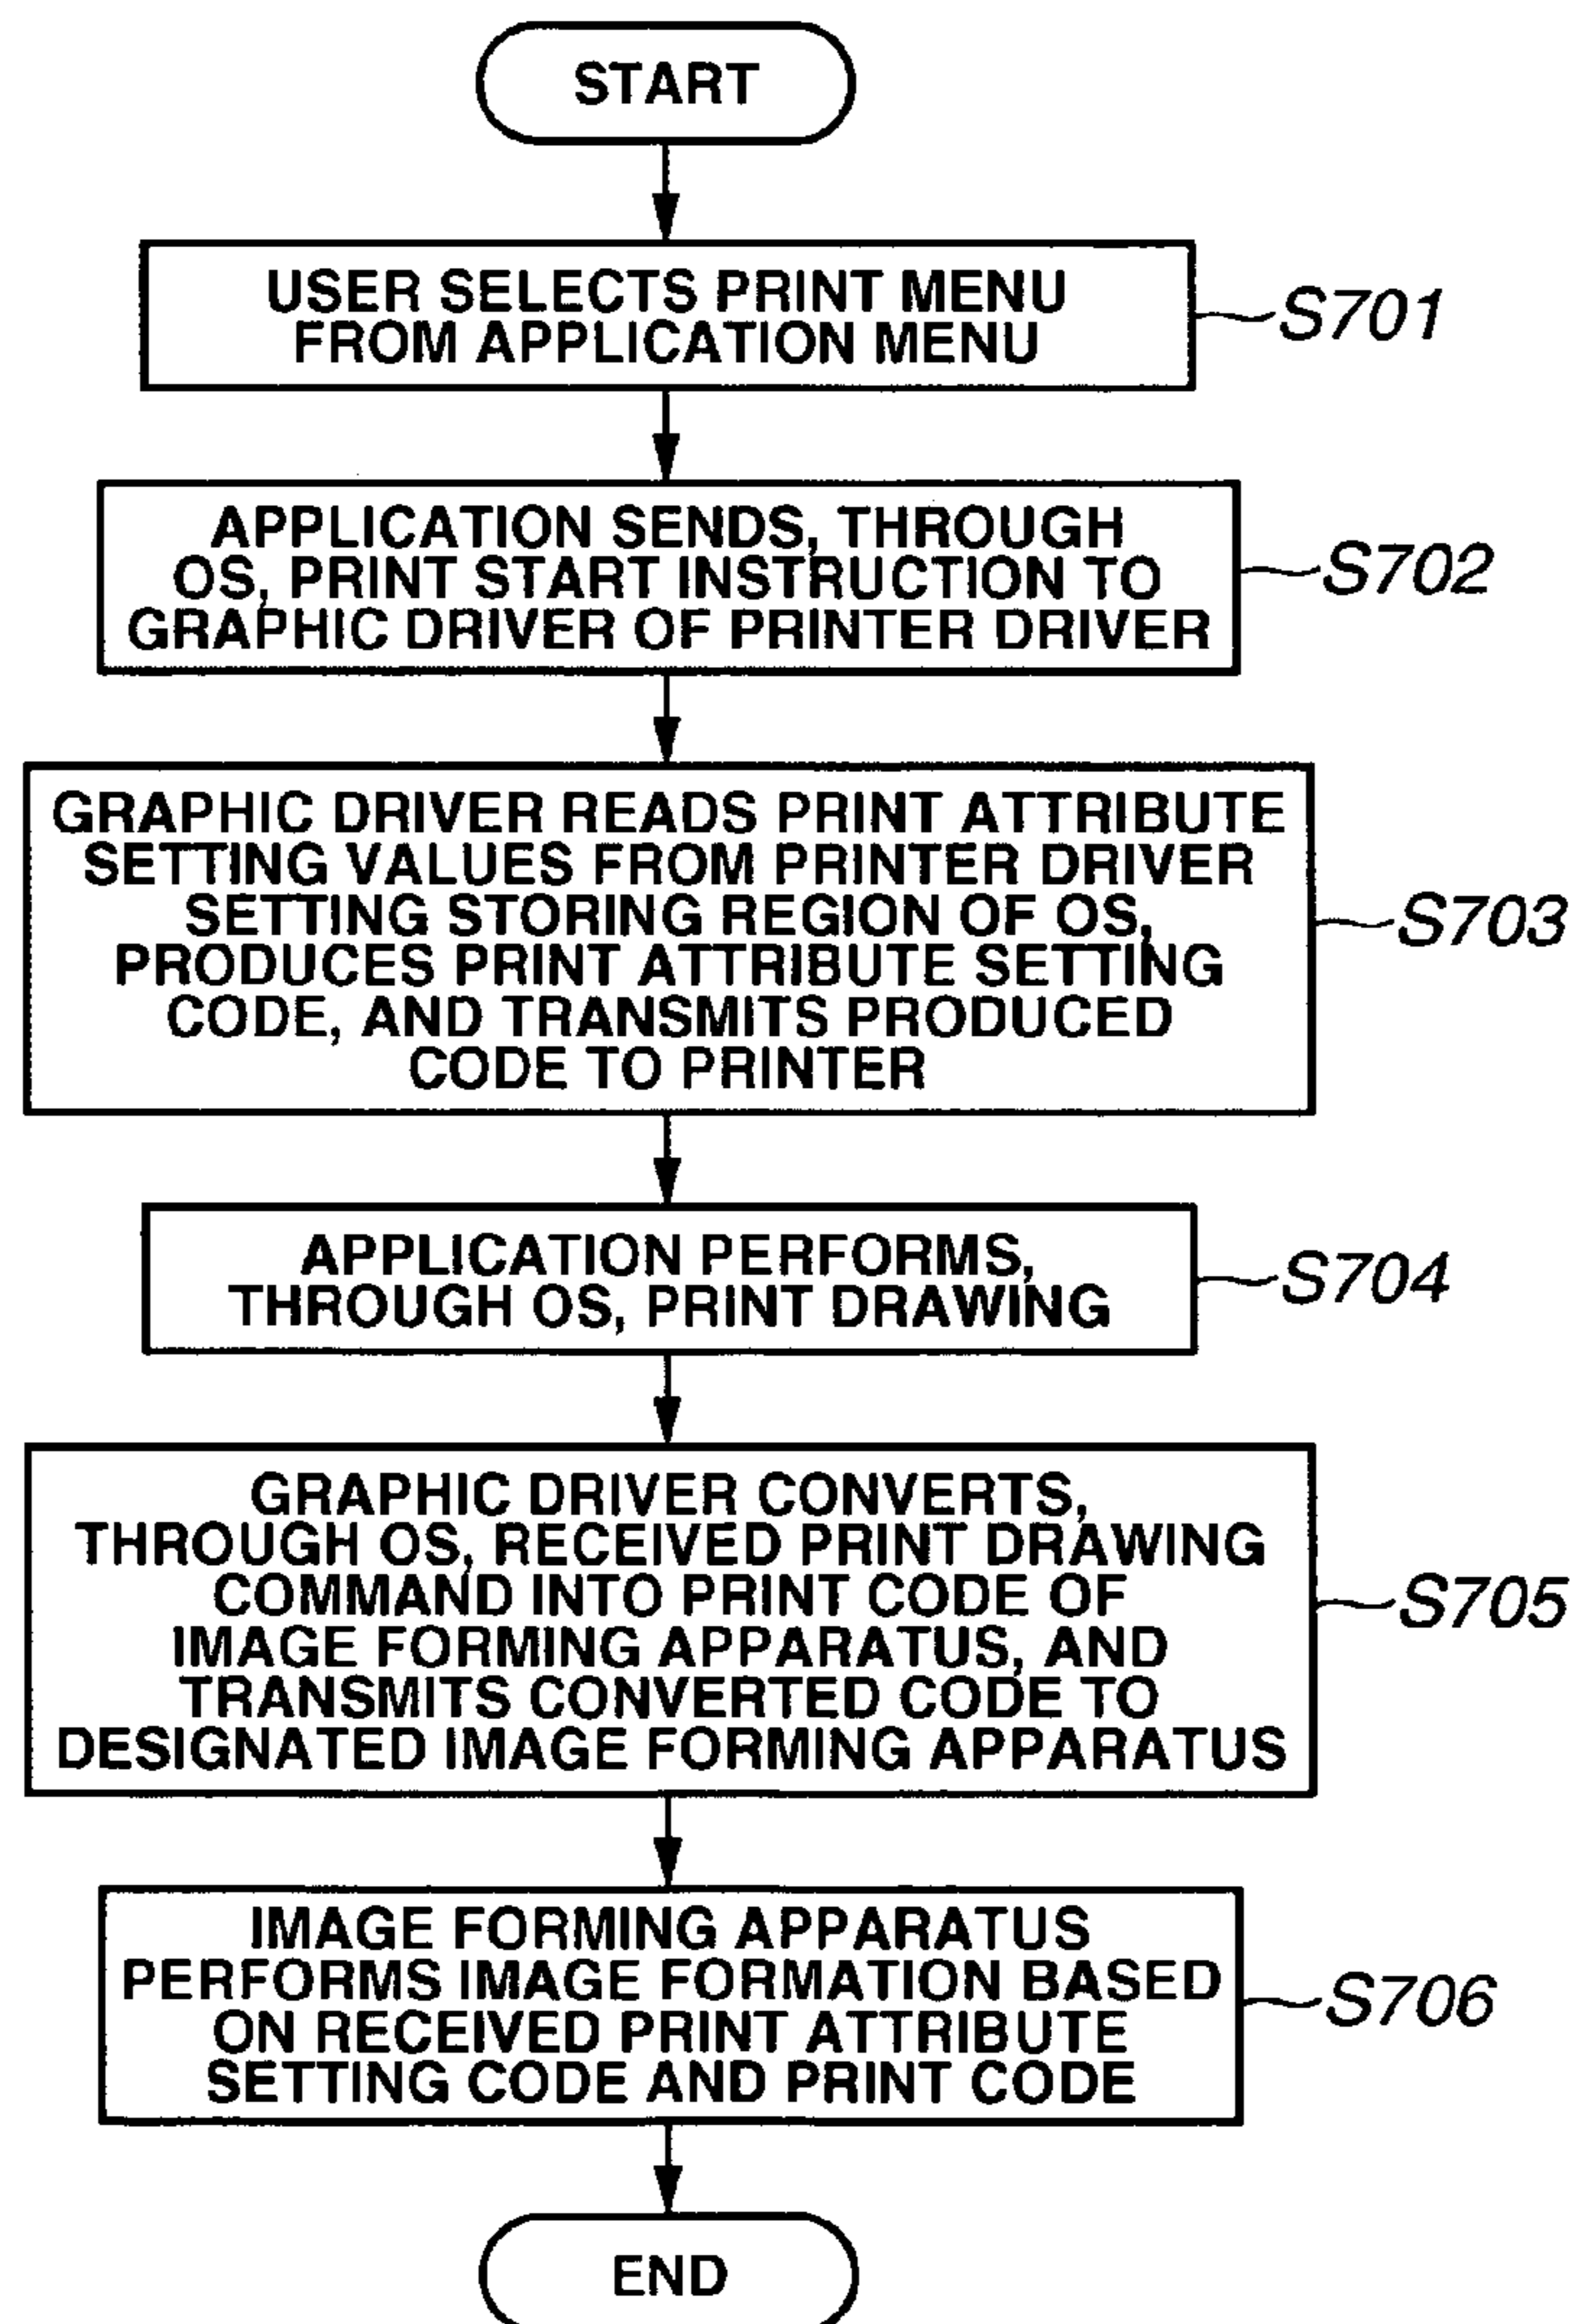 START
USER SELECTS PRINT MENU
FROM APPLICATION MENU
S701
APPLICATION SENDS, THROUGH
OS, PRINT START INSTRUCTION TO
GRAPHIC DRIVER OF PRINTER DRIVER
S702
GRAPHIC DRIVER READS PRINT ATTRIBUTE
SETTING VALUES FROM PRINTER DRIVER
SETTING STORING REGION OF OS,
PRODUCES PRINT ATTRIBUTE SETTING
CODE, AND TRANSMITS PRODUCED
CODE TO PRINTER
S703
APPLICATION PERFORMS,
THROUGH OS, PRINT DRAWING
S704
GRAPHIC DRIVER CONVERTS,
THROUGH OS, RECEIVED PRINT DRAWING
COMMAND INTO PRINT CODE OF
IMAGE FORMING APPARATUS, AND
TRANSMITS CONVERTED CODE TO
DESIGNATED IMAGE FORMING APPARATUS
S705
IMAGE FORMING APPARATUS
PERFORMS IMAGE FORMATION BASED
ON RECEIVED PRINT ATTRIBUTE
SETTING CODE AND PRINT CODE
S706
END